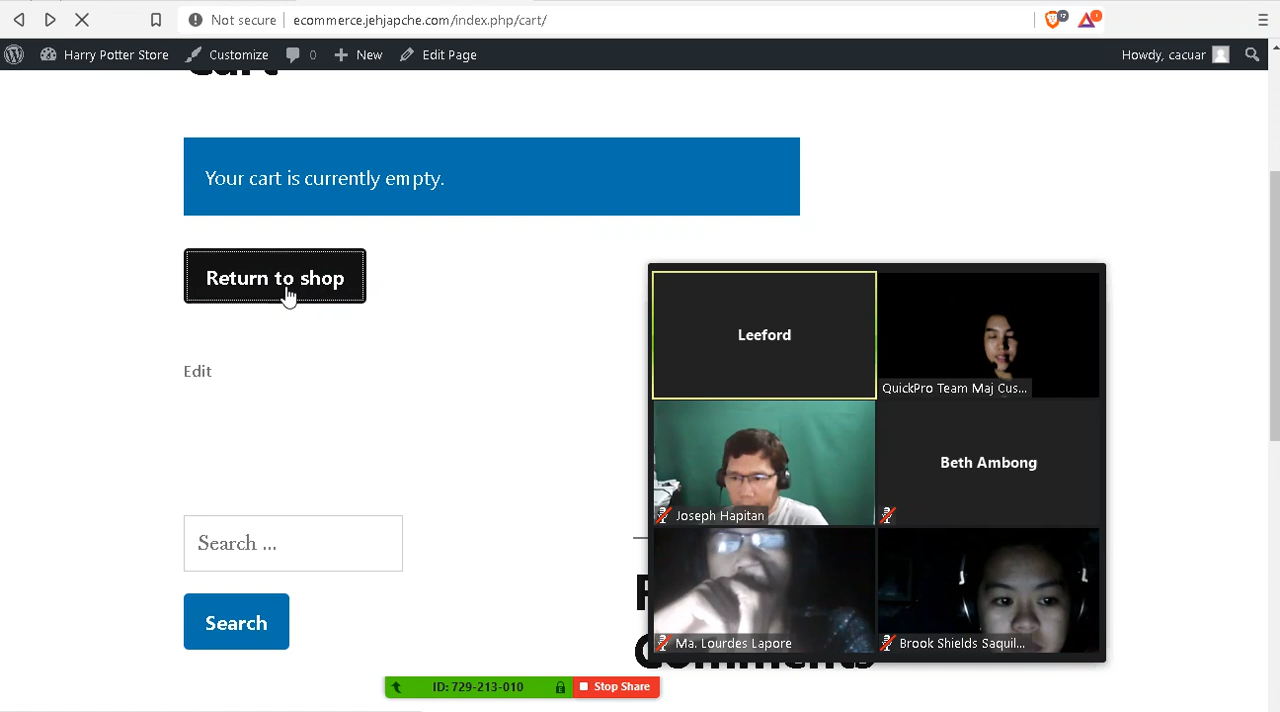 Not secure ecommerce.jehjapche.com/index.php/cart/
Harry Potter Store Customize 0 New Edit Page Howdy, cacuar
Cart
Your cart is currently empty.
Return to shop
Edit
Search ...
Search
Comments
Leeford
QuickPro Team Maj Cus...
Joseph Hapitan
Beth Ambong
Ma. Lourdes Lapore
Brook Shields Saquil...
ID: 729-213-010 Stop Share